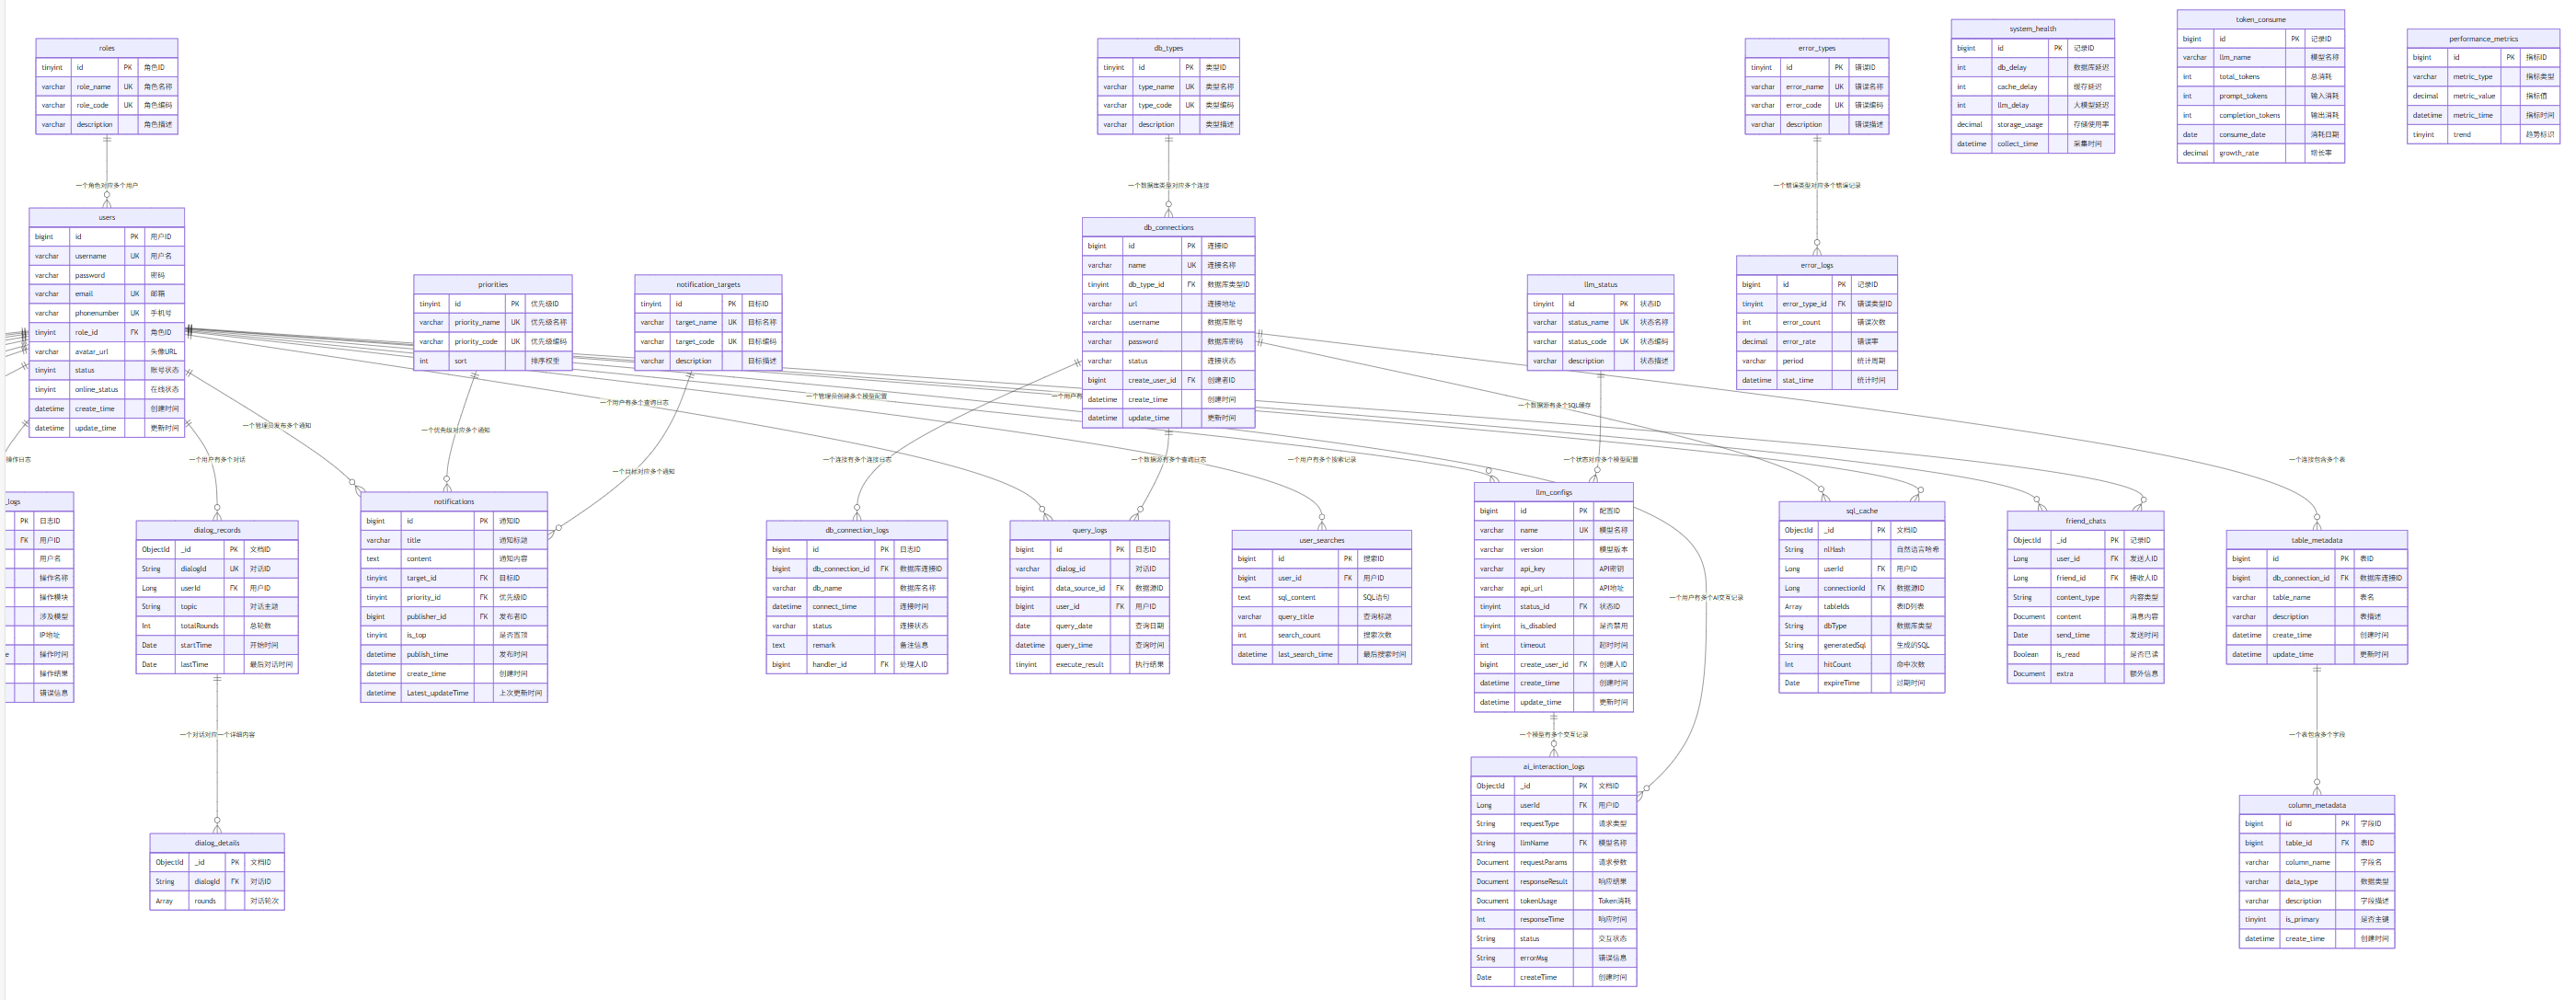 roles
tinyint id PK 角色ID
varchar role_name UK 角色名称
varchar role_code UK 角色编码
varchar description 角色描述
一个角色对应多个用户
users
bigint id PK 用户ID
varchar username UK 用户名
varchar password 密码
varchar email UK 邮箱
varchar phonenumber UK 手机号
tinyint role_id FK 角色ID
varchar avatar_url 头像URL
tinyint status 账号状态
tinyint online_status 在线状态
datetime create_time 创建时间
datetime update_time 更新时间
操作日志
_logs
PK 日志ID
FK 用户ID
用户名
操作名称
操作模块
涉及模型
IP地址
操作时间
操作结果
错误信息
一个用户有多个对话
dialog_records
ObjectId _id PK 文档ID
String dialogId UK 对话ID
Long userId FK 用户ID
String topic 对话主题
Int totalRounds 总轮数
Date startTime 开始时间
Date lastTime 最后对话时间
一个对话对应一个详细内容
dialog_details
ObjectId _id PK 文档ID
String dialogId FK 对话ID
Array rounds 对话轮次
priorities
tinyint id PK 优先级ID
varchar priority_name UK 优先级名称
varchar priority_code UK 优先级编码
int sort 排序权重
notification_targets
tinyint id PK 目标ID
varchar target_name UK 目标名称
varchar target_code UK 目标编码
varchar description 目标描述
一个管理员发布多个通知
一个优先级对应多个通知
一个目标对应多个通知
notifications
bigint id PK 通知ID
varchar title 通知标题
text content 通知内容
tinyint target_id FK 目标ID
tinyint priority_id FK 优先级ID
bigint publisher_id FK 发布者ID
tinyint is_top 是否置顶
datetime publish_time 发布时间
datetime create_time 创建时间
datetime Latest_updateTime 上次更新时间
db_types
tinyint id PK 类型ID
varchar type_name UK 类型名称
varchar type_code UK 类型编码
varchar description 类型描述
一个数据库类型对应多个连接
db_connections
bigint id PK 连接ID
varchar name UK 连接名称
tinyint db_type_id FK 数据库类型ID
varchar url 连接地址
varchar username 数据库账号
varchar password 数据库密码
varchar status 连接状态
bigint create_user_id FK 创建者ID
datetime create_time 创建时间
datetime update_time 更新时间
一个用户有多个查询日志
一个管理员创建多个模型配置
一个用户有
一个连接有多个连接日志
一个数据源有多个查询日志
一个用户有多个搜索记录
db_connection_logs
bigint id PK 日志ID
bigint db_connection_id FK 数据库连接ID
varchar db_name 数据库名称
datetime connect_time 连接时间
varchar status 连接状态
text remark 备注信息
bigint handler_id FK 处理人ID
query_logs
bigint id PK 日志ID
varchar dialog_id 对话ID
bigint data_source_id FK 数据源ID
bigint user_id FK 用户ID
date query_date 查询日期
datetime query_time 查询时间
tinyint execute_result 执行结果
user_searches
bigint id PK 搜索ID
bigint user_id FK 用户ID
text sql_content SQL语句
varchar query_title 查询标题
int search_count 搜索次数
datetime last_search_time 最后搜索时间
llm_status
tinyint id PK 状态ID
varchar status_name UK 状态名称
varchar status_code UK 状态编码
varchar description 状态描述
一个数据源有多个SQL缓存
一个状态对应多个模型配置
llm_configs
bigint id PK 配置ID
varchar name UK 模型名称
varchar version 模型版本
varchar api_key API密钥
varchar api_url API地址
tinyint status_id FK 状态ID
tinyint is_disabled 是否禁用
int timeout 超时时间
bigint create_user_id FK 创建人ID
datetime create_time 创建时间
datetime update_time 更新时间
一个用户有多个AI交互记录
一个模型有多个交互记录
ai_interaction_logs
ObjectId _id PK 文档ID
Long userId FK 用户ID
String requestType 请求类型
String llmName FK 模型名称
Document requestParams 请求参数
Document responseResult 响应结果
Document tokenUsage Token消耗
Int responseTime 响应时间
String status 交互状态
String errorMsg 错误信息
Date createTime 创建时间
error_types
tinyint id PK 错误ID
varchar error_name UK 错误名称
varchar error_code UK 错误编码
varchar description 错误描述
一个错误类型对应多个错误记录
error_logs
bigint id PK 记录ID
tinyint error_type_id FK 错误类型ID
int error_count 错误次数
decimal error_rate 错误率
varchar period 统计周期
datetime stat_time 统计时间
sql_cache
ObjectId _id PK 文档ID
String nlHash 自然语言哈希
Long userId FK 用户ID
Long connectionId FK 数据源ID
Array tableIds 表ID列表
String dbType 数据库类型
String generatedSql 生成的SQL
Int hitCount 命中次数
Date expireTime 过期时间
system_health
bigint id PK 记录ID
int db_delay 数据库延迟
int cache_delay 缓存延迟
int llm_delay 大模型延迟
decimal storage_usage 存储使用率
datetime collect_time 采集时间
token_consume
bigint id PK 记录ID
varchar llm_name 模型名称
int total_tokens 总消耗
int prompt_tokens 输入消耗
int completion_tokens 输出消耗
date consume_date 消耗日期
decimal growth_rate 增长率
performance_metrics
bigint id PK 指标ID
varchar metric_type 指标类型
decimal metric_value 指标值
datetime metric_time 指标时间
tinyint trend 趋势标识
friend_chats
ObjectId _id PK 记录ID
Long user_id FK 发送人ID
Long friend_id FK 接收人ID
String content_type 内容类型
Document content 消息内容
Date send_time 发送时间
Boolean is_read 是否已读
Document extra 额外信息
一个连接包含多个表
table_metadata
bigint id PK 表ID
bigint db_connection_id FK 数据库连接ID
varchar table_name 表名
varchar description 表描述
datetime create_time 创建时间
datetime update_time 更新时间
一个表包含多个字段
column_metadata
bigint id PK 字段ID
bigint table_id FK 表ID
varchar column_name 字段名
varchar data_type 数据类型
varchar description 字段描述
tinyint is_primary 是否主键
datetime create_time 创建时间